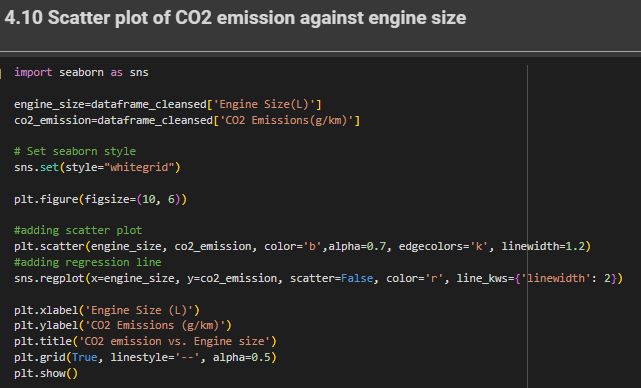 4.10 Scatter plot of CO2 emission against engine size
import seaborn as sns
engine_size=dataframe_cleansed['Engine Size(L)']
co2_emission=dataframe_cleansed['CO2 Emissions(g/km)']
# Set seaborn style
sns.set(style="whitegrid")
plt.figure(figsize=(10, 6))
#adding scatter plot
plt.scatter(engine_size, co2_emission, color='b',alpha=0.7, edgecolors='k', linewidth=1.2)
#adding regression line
sns.regplot(x=engine_size, y=co2_emission, scatter=False, color='r', line_kws={'linewidth': 2})
plt.xlabel('Engine Size (L)')
plt.ylabel('CO2 Emissions (g/km)')
plt.title('CO2 emission vs. Engine size')
plt.grid(True, linestyle='--', alpha=0.5)
plt.show()